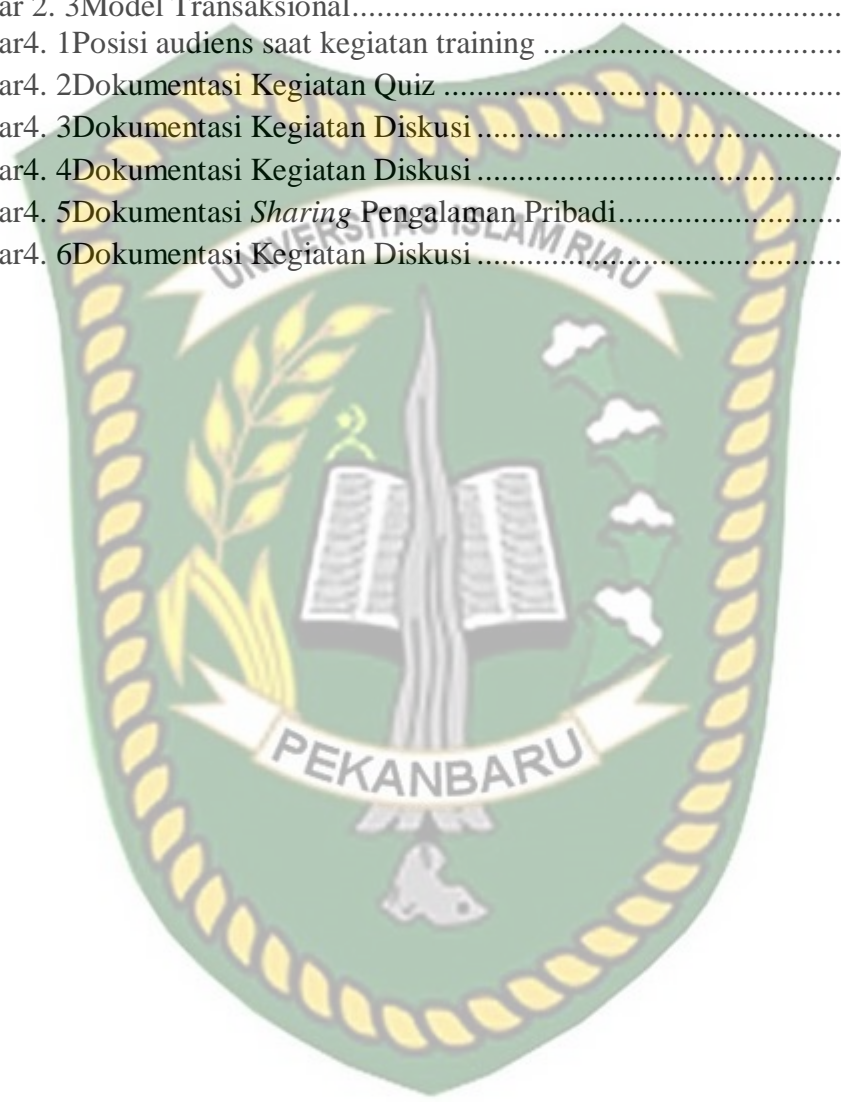 ar 2. 3Model Transaksional........................................................................
ar4. 1Posisi audiens saat kegiatan training ................................................
ar4. 2Dokumentasi Kegiatan Quiz ............................................................
ar4. 3Dokumentasi Kegiatan Diskusi ........................................................
ar4. 4Dokumentasi Kegiatan Diskusi ........................................................
ar4. 5Dokumentasi Sharing Pengalaman Pribadi.......................................
ar4. 6Dokumentasi Kegiatan Diskusi ........................................................
UNIVERSITAS ISLAM RIAU
PEKANBARU